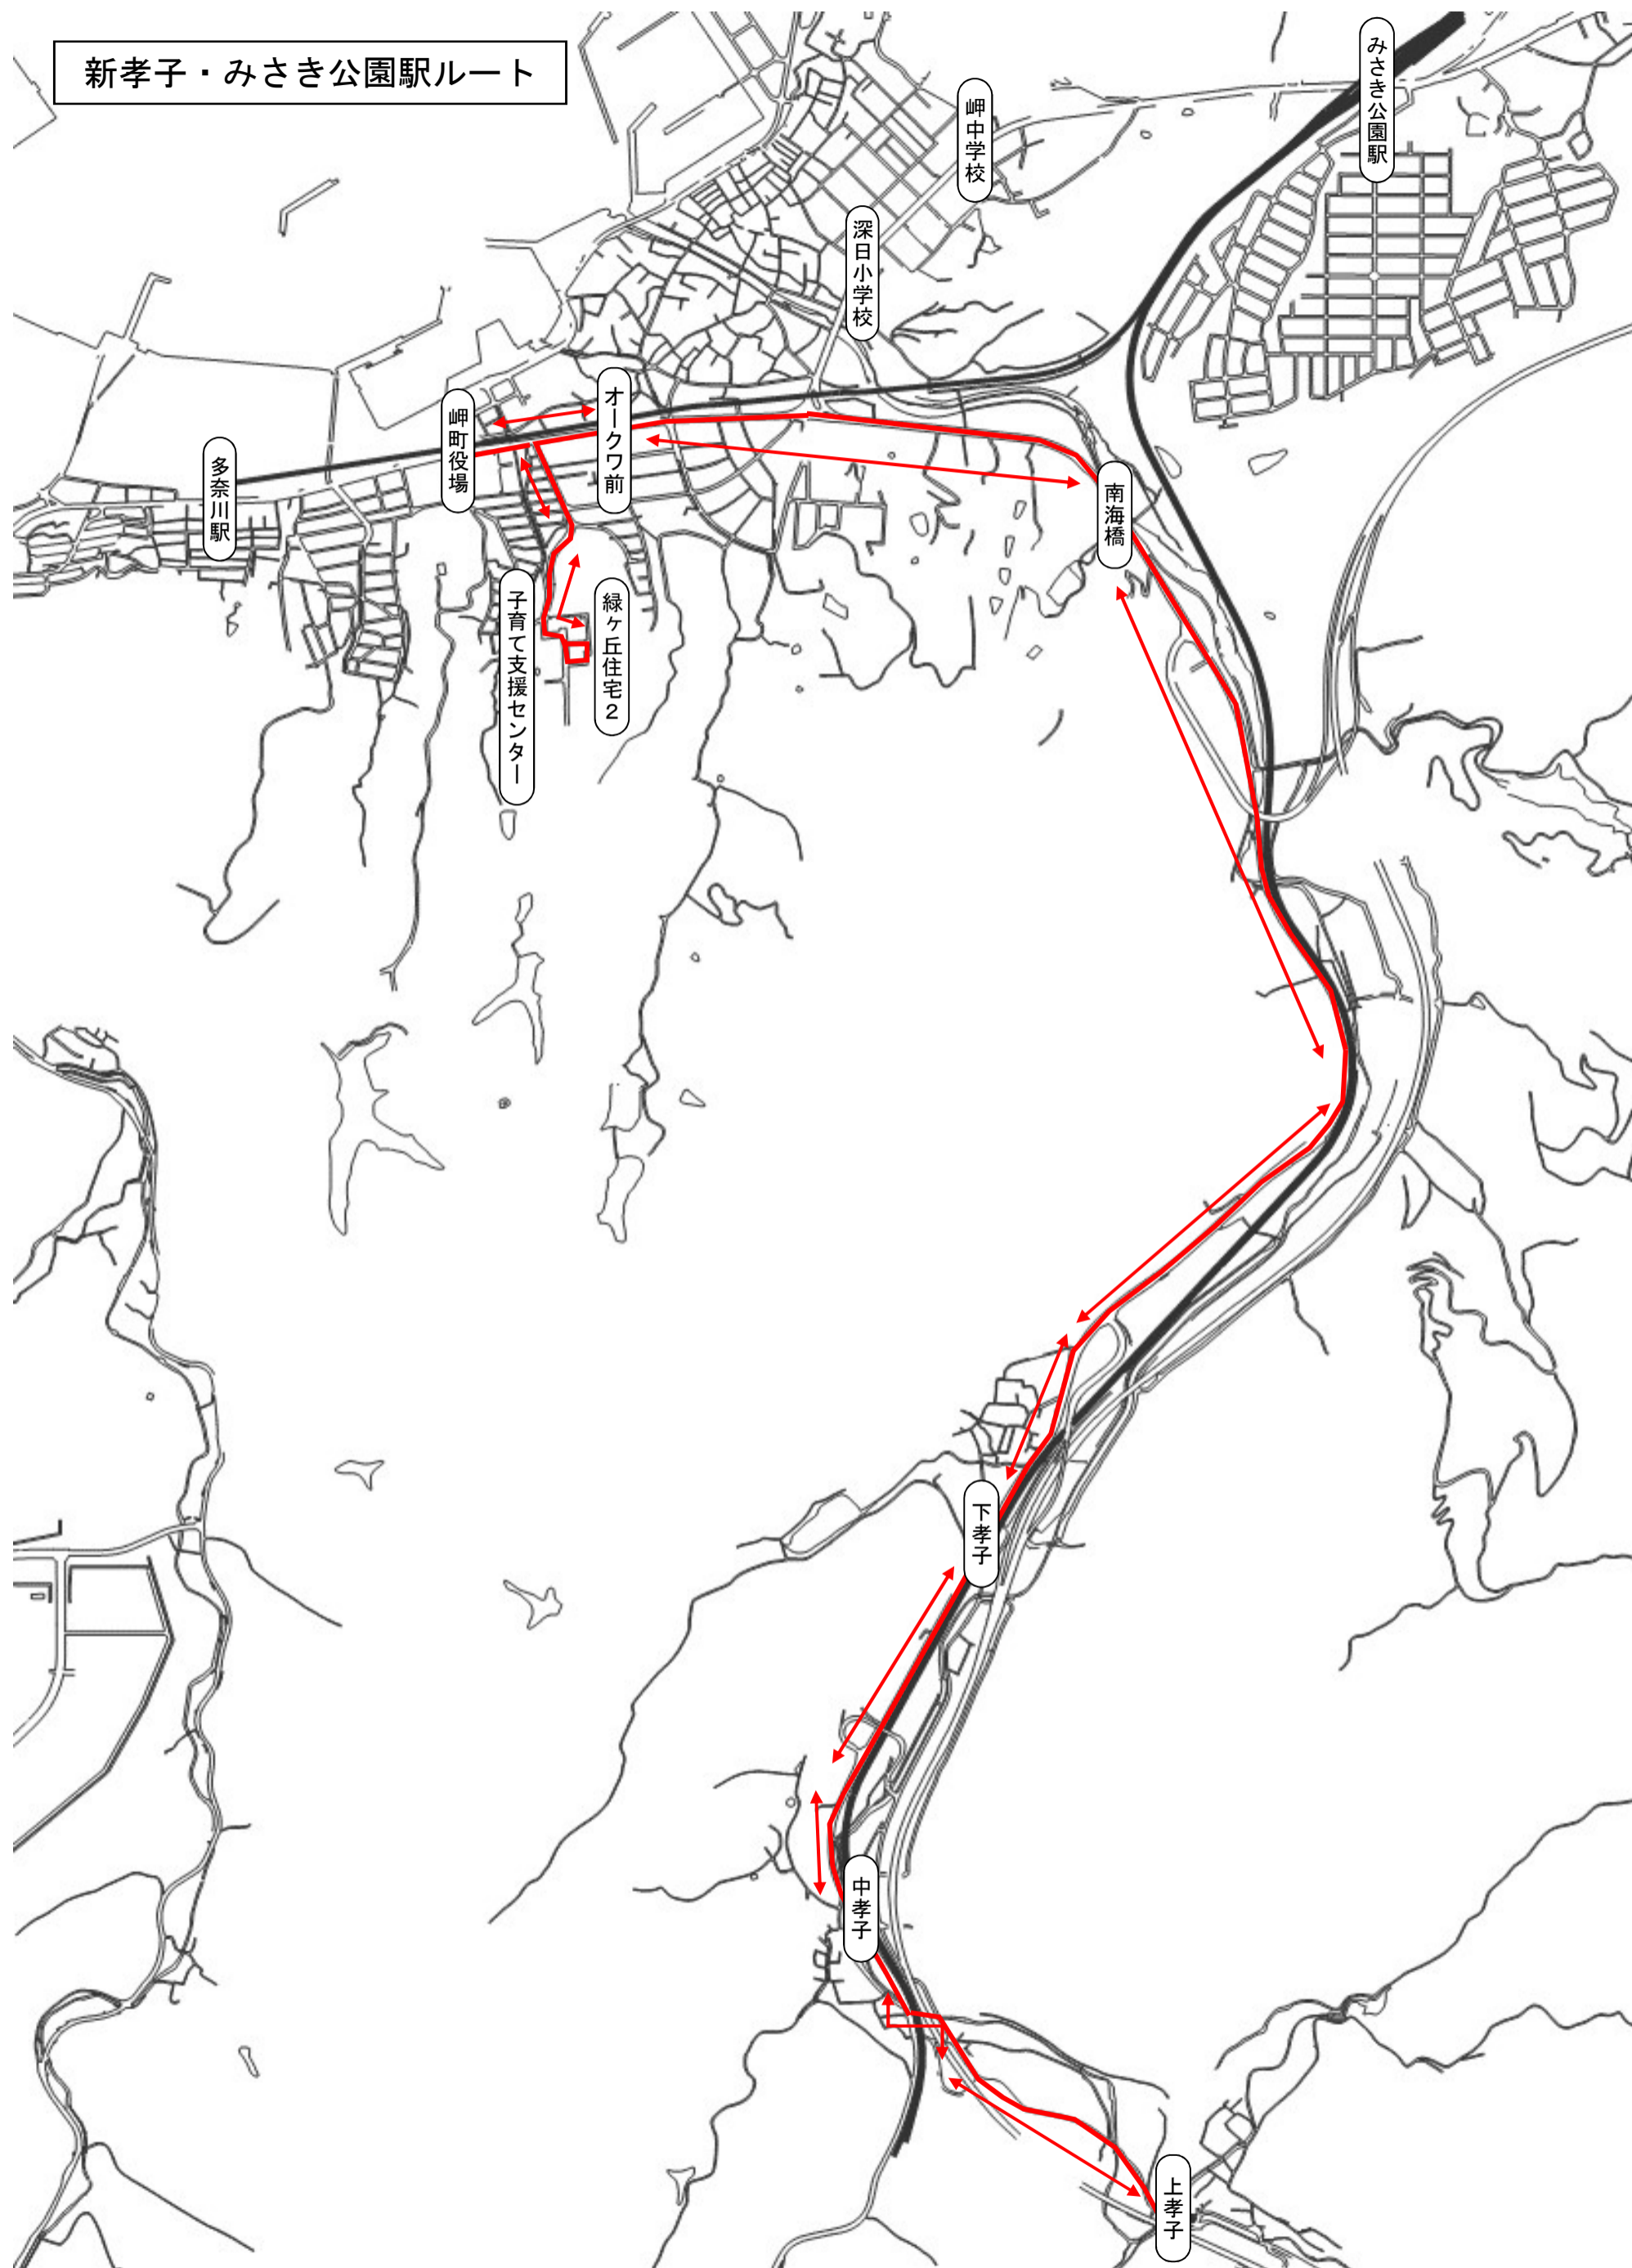 新孝子・みさき公園駅ルート
みさき公園駅
岬中学校
深日小学校
オークワ前
岬町役場
多奈川駅
南海橋
子育て支援センター
緑ヶ丘住宅2
下孝子
中孝子
上孝子